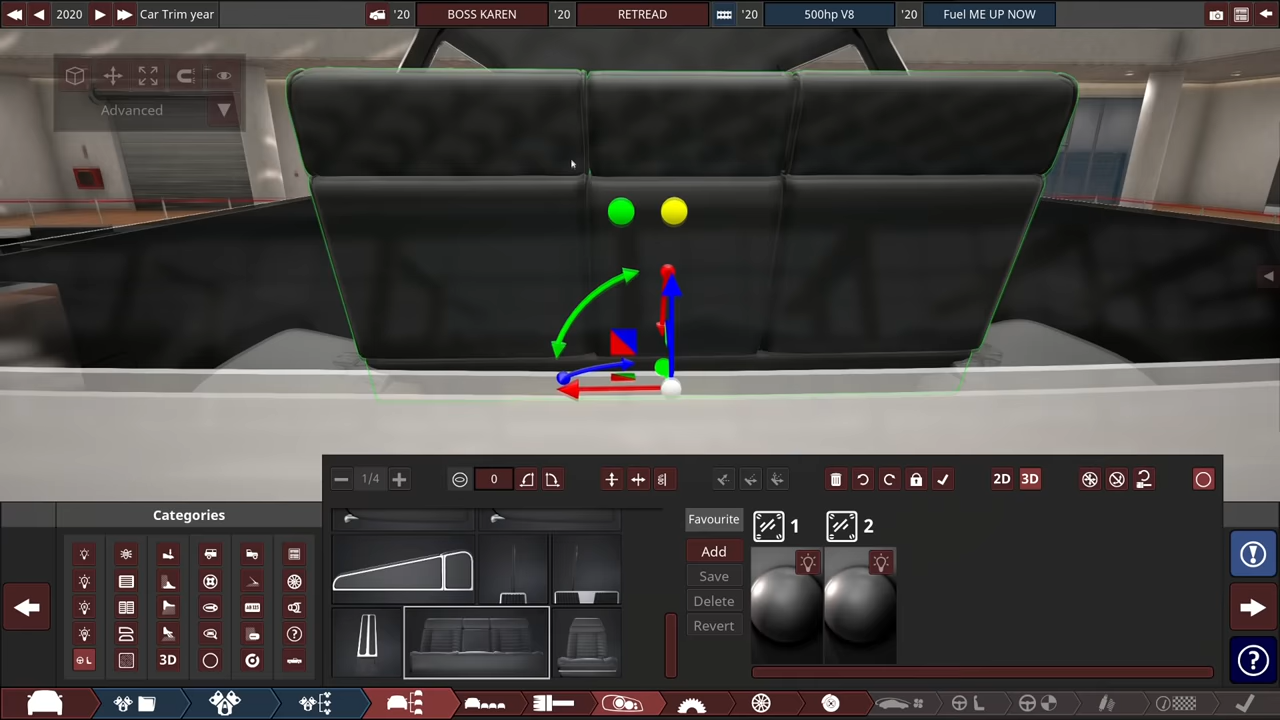 2020 Car Trim year '20 BOSS KAREN '20 RETREAD '20 500hp V8 '20 Fuel ME UP NOW
Advanced
1/4 0 2D 3D
Categories
Favourite 1 2
Add
Save
Delete
Revert
3D
L